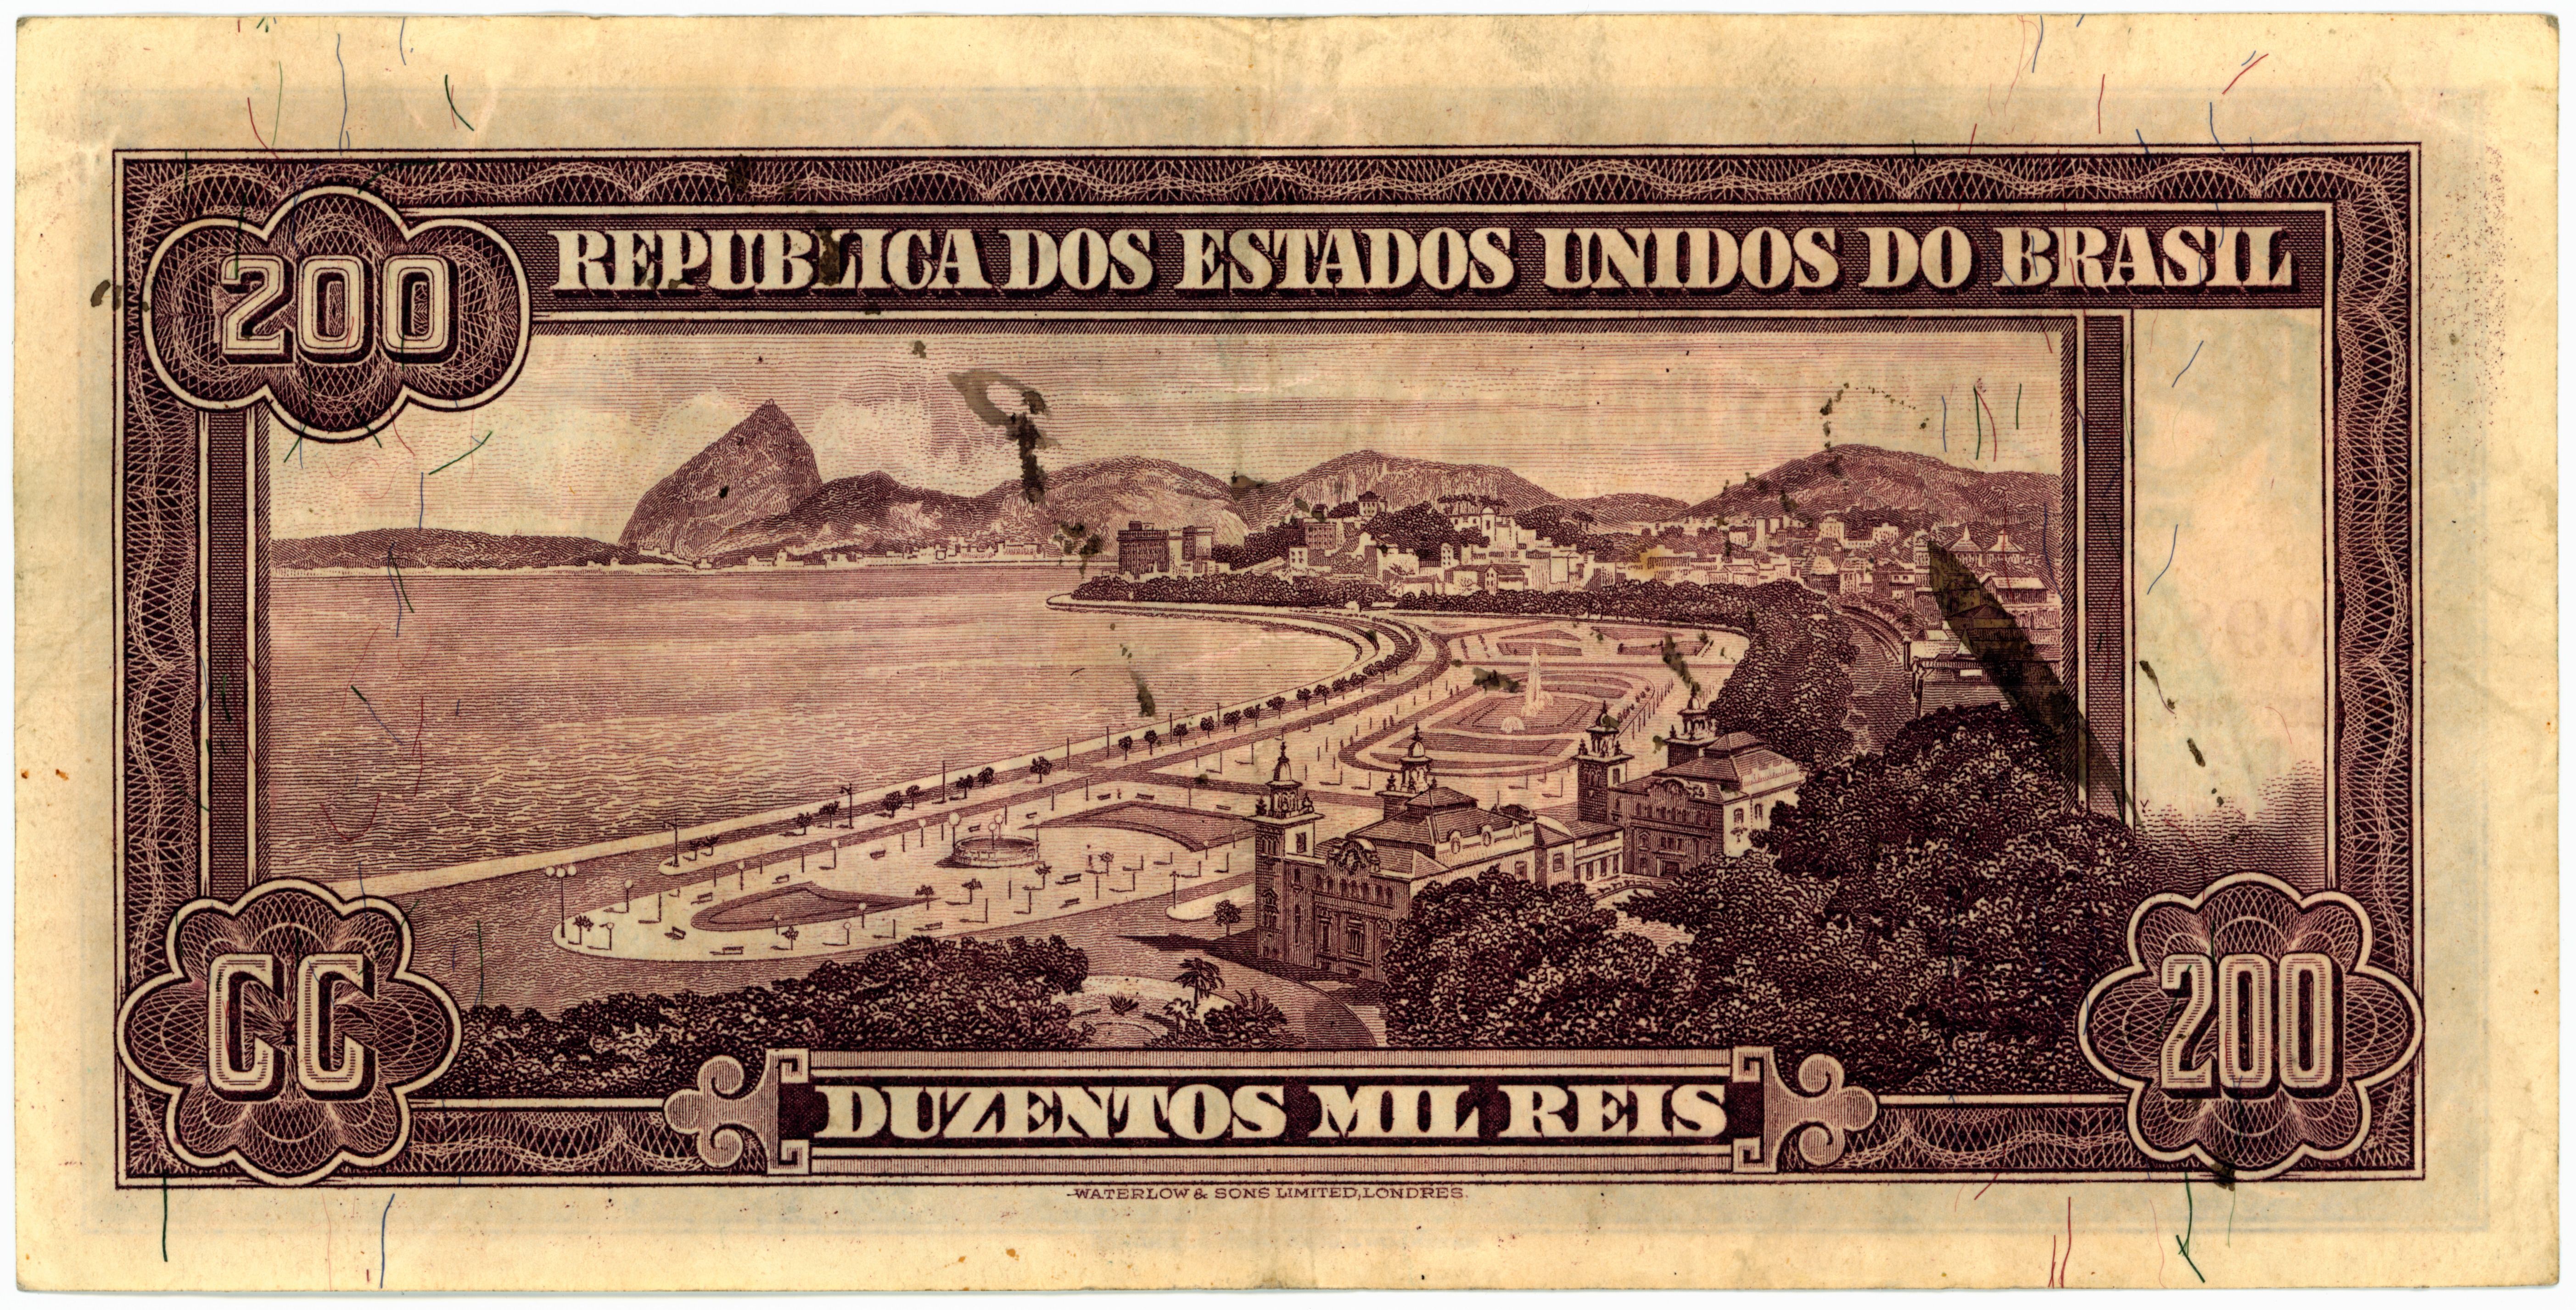 200
REPUBLICA DOS ESTADOS UNIDOS DO BRASIL
CC
200
DUZENTOS MIL REIS
WATERLOW & SONS LIMITED, LONDRES.